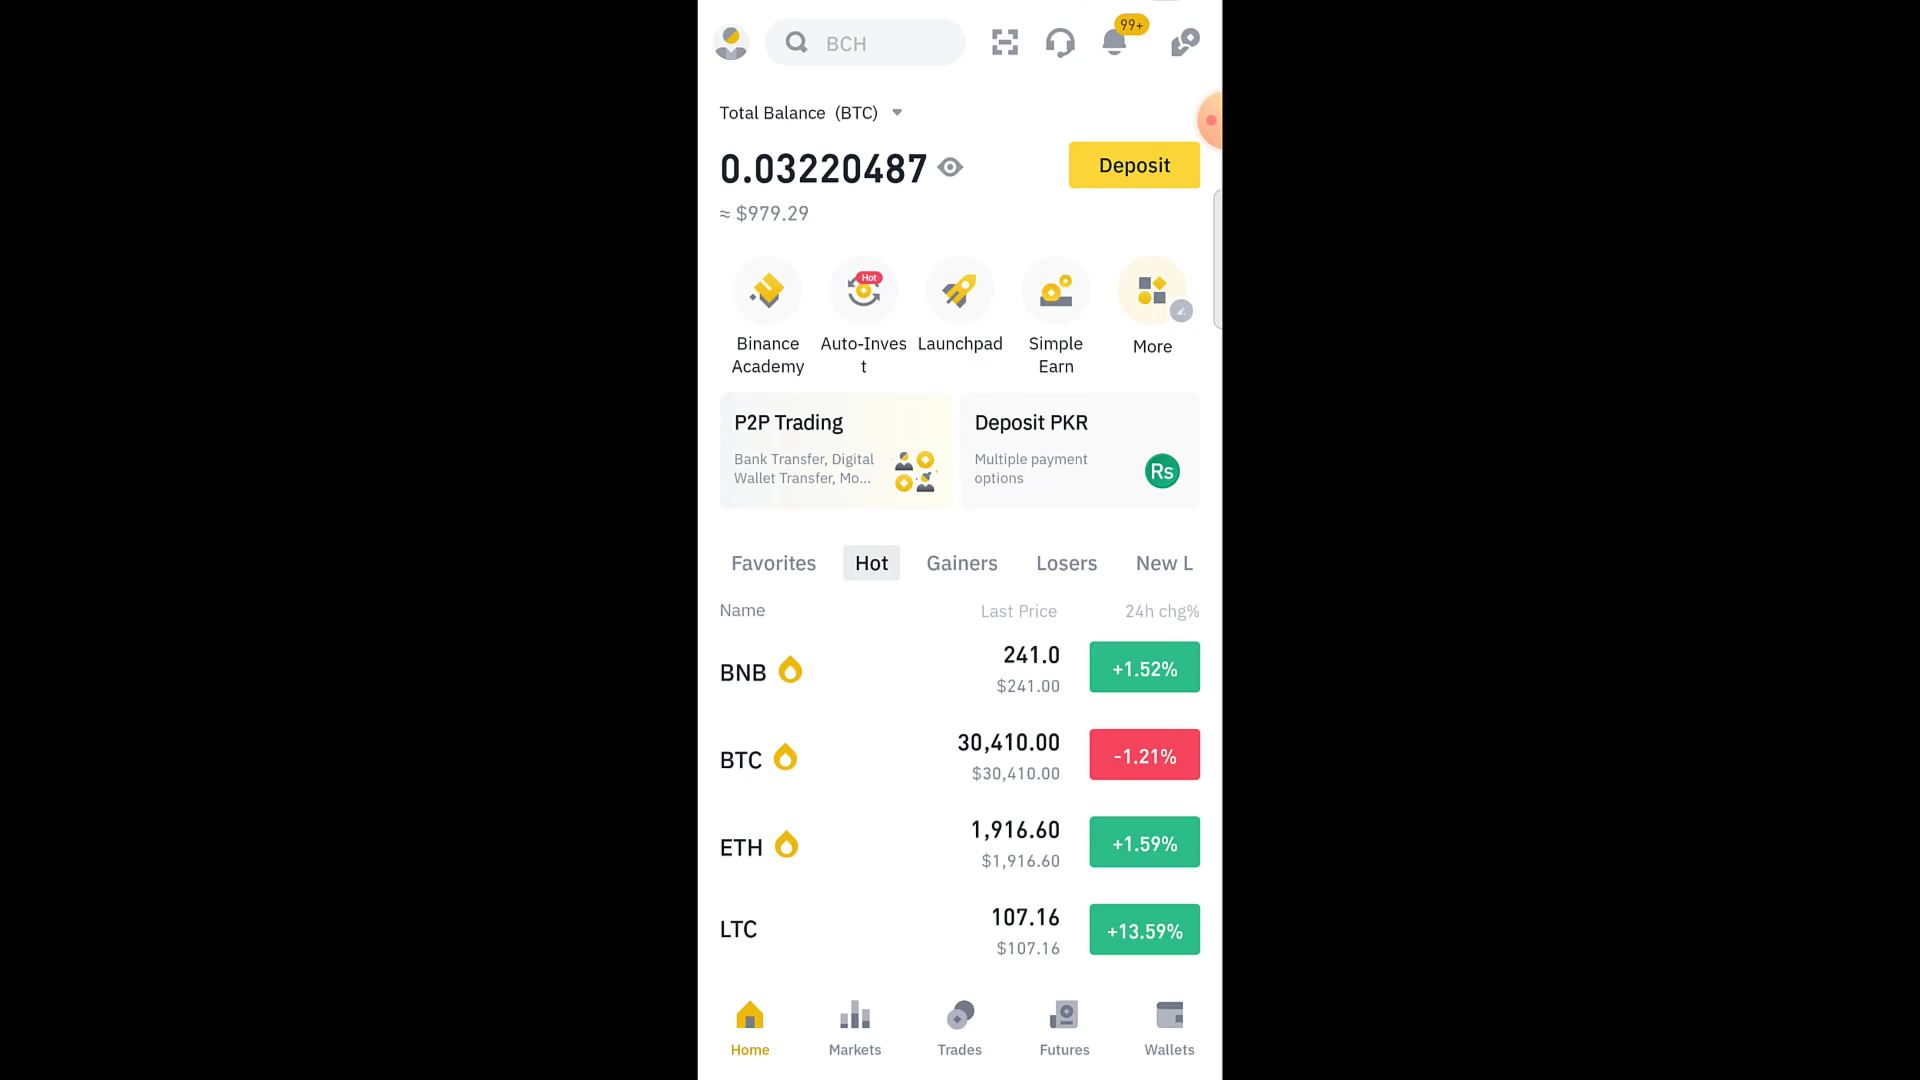 BCH
99+
Total Balance (BTC)
0.03220487
Deposit
≈ $979.29
Hot
Binance Academy
Auto-Invest
Launchpad
Simple Earn
More
P2P Trading
Bank Transfer, Digital
Wallet Transfer, Mo...
Deposit PKR
Multiple payment
options
Rs
Favorites Hot Gainers Losers New L
Name Last Price 24h chg%
BNB 241.0 +1.52%
$241.00
BTC 30,410.00 -1.21%
$30,410.00
ETH 1,916.60 +1.59%
$1,916.60
LTC 107.16 +13.59%
$107.16
Home Markets Trades Futures Wallets